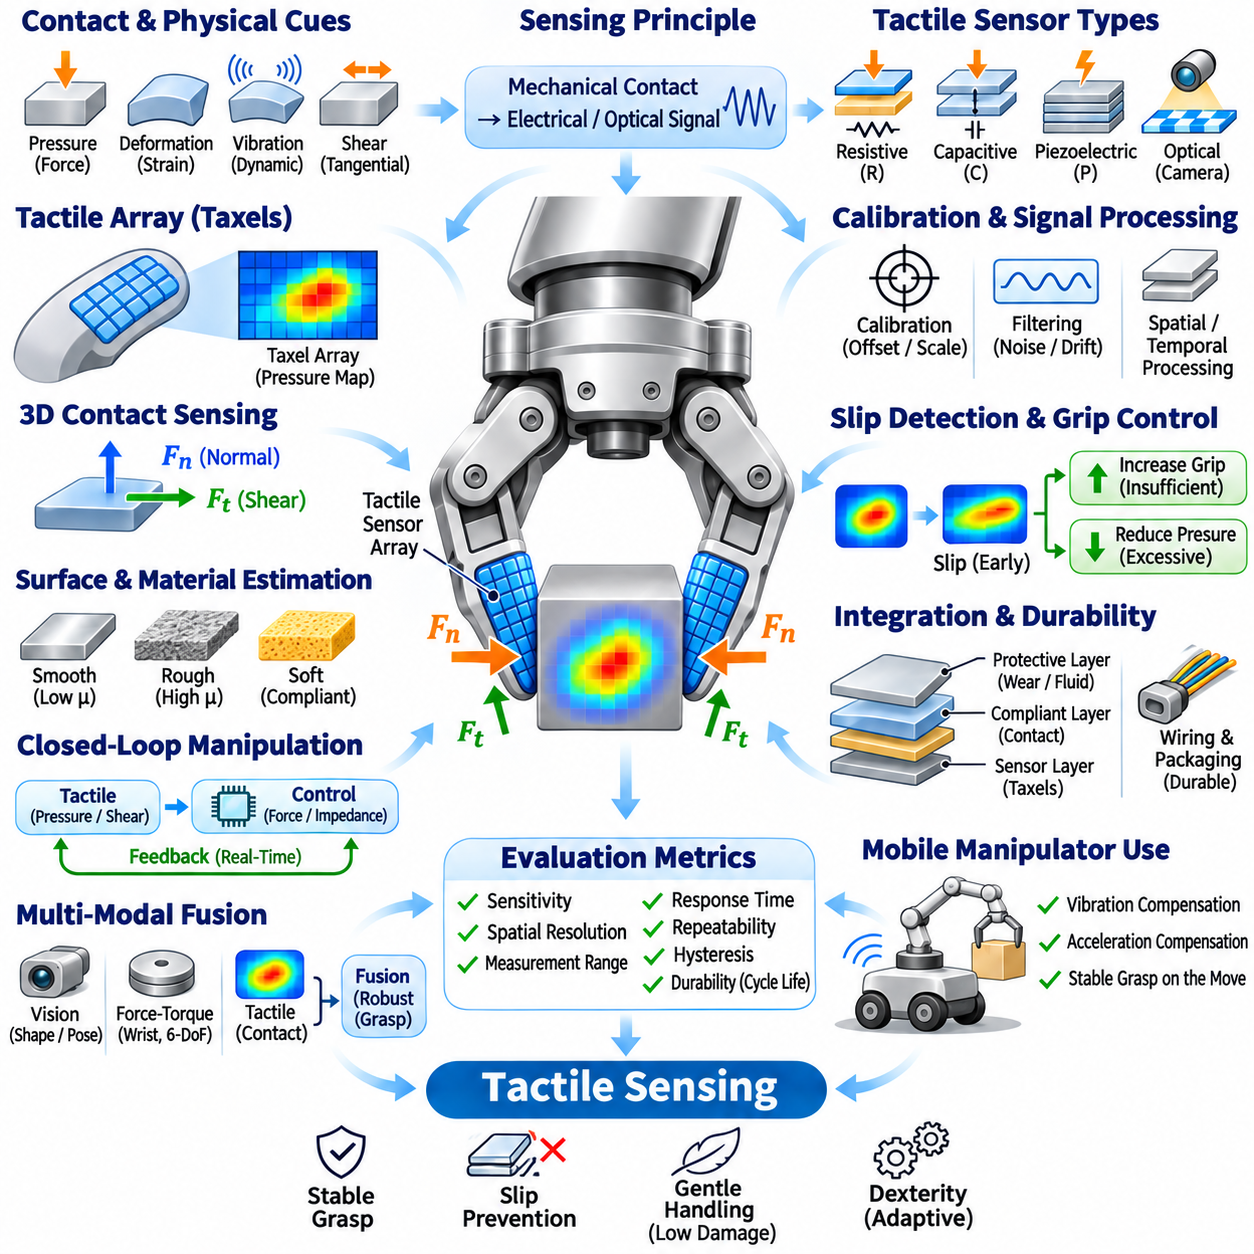 Contact & Physical Cues
Pressure
(Force)
Deformation
(Strain)
Vibration
(Dynamic)
Shear
(Tangential)
Sensing Principle
Mechanical Contact
→ Electrical / Optical Signal
Tactile Sensor Types
Resistive
(R)
Capacitive
(C)
Piezoelectric
(P)
Optical
(Camera)
Tactile Array (Taxels)
Taxel Array
(Pressure Map)
Calibration & Signal Processing
Calibration
(Offset / Scale)
Filtering
(Noise / Drift)
Spatial /
Temporal
Processing
3D Contact Sensing
Fn (Normal)
Ft (Shear)
Tactile
Sensor
Array
Fn
Fn
Ft
Ft
Slip Detection & Grip Control
Slip (Early)
Increase Grip
(Insufficient)
Reduce Presure
(Excessive)
Surface & Material Estimation
Smooth
(Low μ)
Rough
(High μ)
Soft
(Compliant)
Integration & Durability
Protective Layer
(Wear / Fluid)
Compliant Layer
(Contact)
Sensor Layer
(Taxels)
Wiring &
Packaging
(Durable)
Closed-Loop Manipulation
Tactile
(Pressure / Shear)
Control
(Force / Impedance)
Feedback (Real-Time)
Evaluation Metrics
Sensitivity
Spatial Resolution
Measurement Range
Response Time
Repeatability
Hysteresis
Durability (Cycle Life)
Mobile Manipulator Use
Vibration Compensation
Acceleration Compensation
Stable Grasp on the Move
Multi-Modal Fusion
Vision
(Shape / Pose)
Force-Torque
(Wrist, 6-DoF)
Tactile
(Contact)
Fusion
(Robust
(Grasp)
Tactile Sensing
Stable
Grasp
Slip
Prevention
Gentle
Handling
(Low Damage)
Dexterity
(Adaptive)